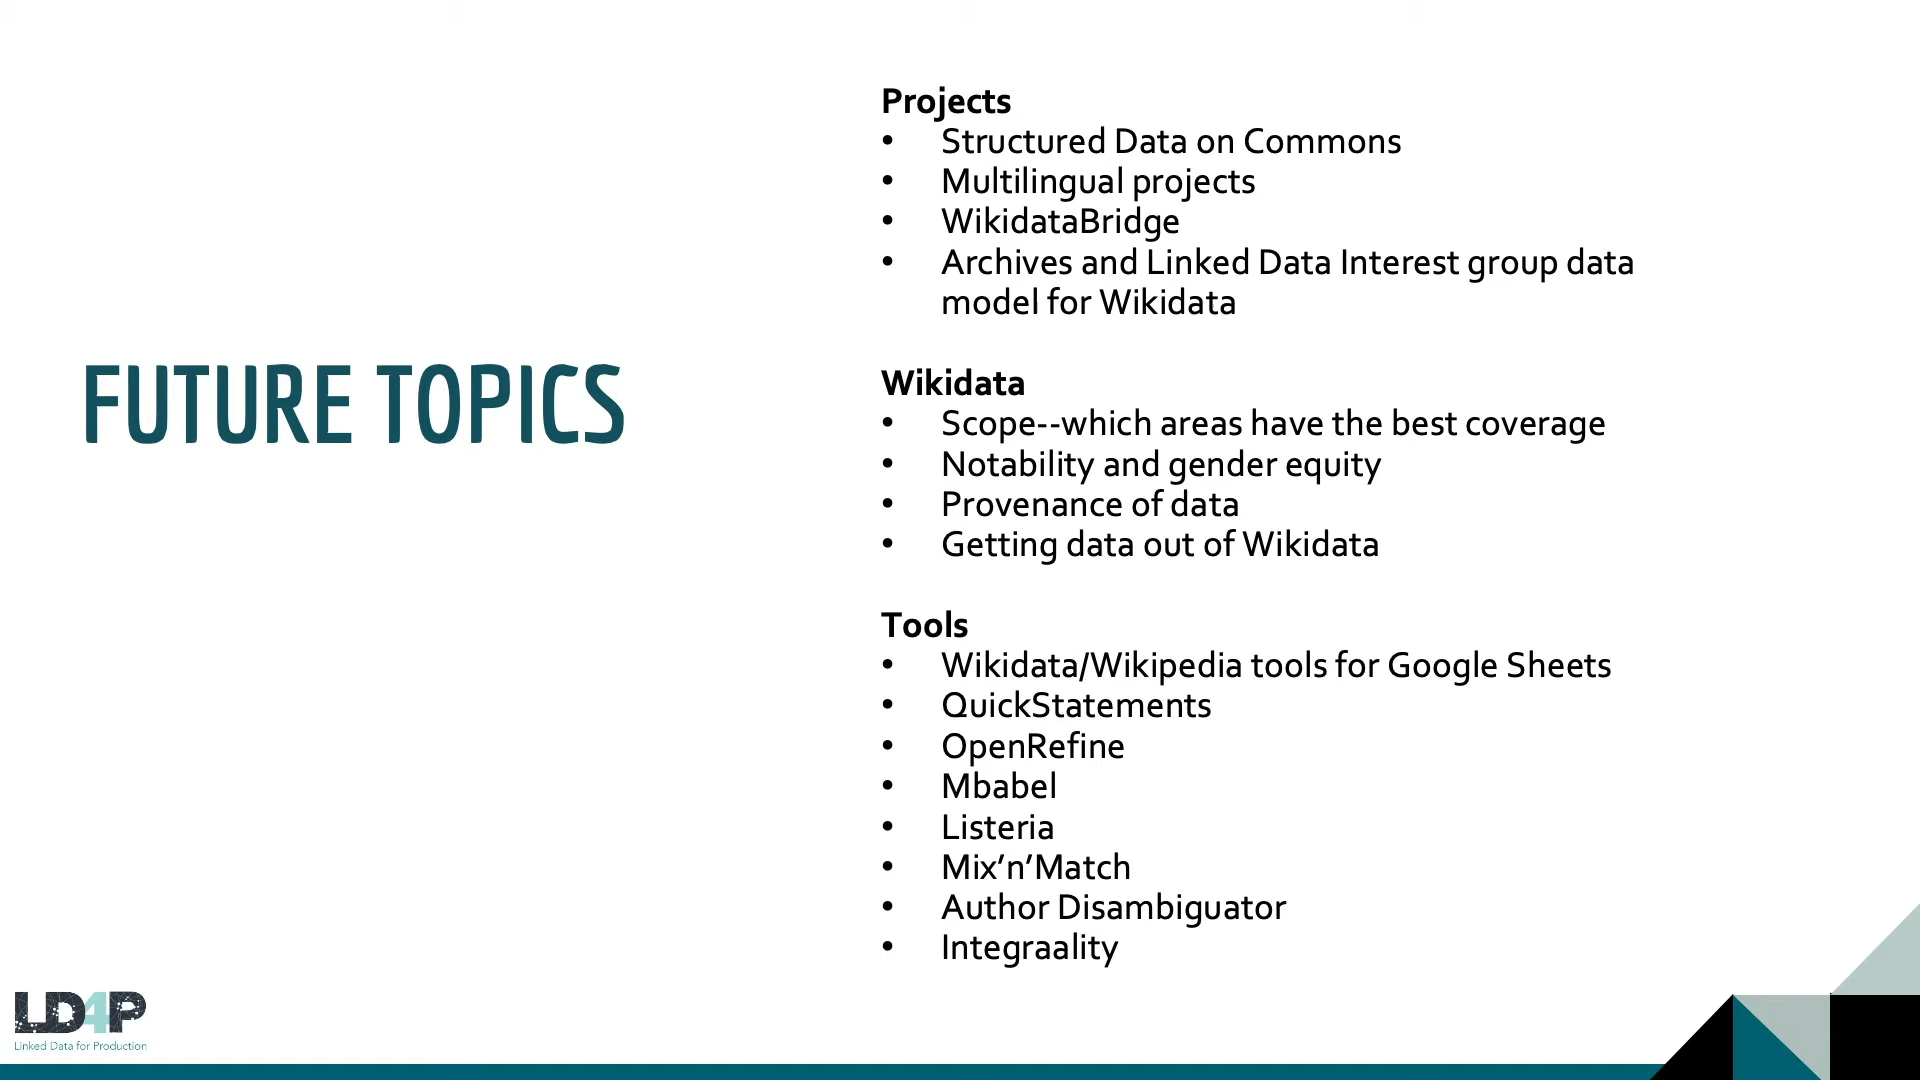 FUTURE TOPICS
Projects
• Structured Data on Commons
• Multilingual projects
• WikidataBridge
• Archives and Linked Data Interest group data
model for Wikidata
Wikidata
• Scope--which areas have the best coverage
• Notability and gender equity
• Provenance of data
• Getting data out of Wikidata
Tools
• Wikidata/Wikipedia tools for Google Sheets
• QuickStatements
• OpenRefine
• Mbabel
• Listeria
• Mix’n’Match
• Author Disambiguator
• Integraality
LD4P
Linked Data for Production